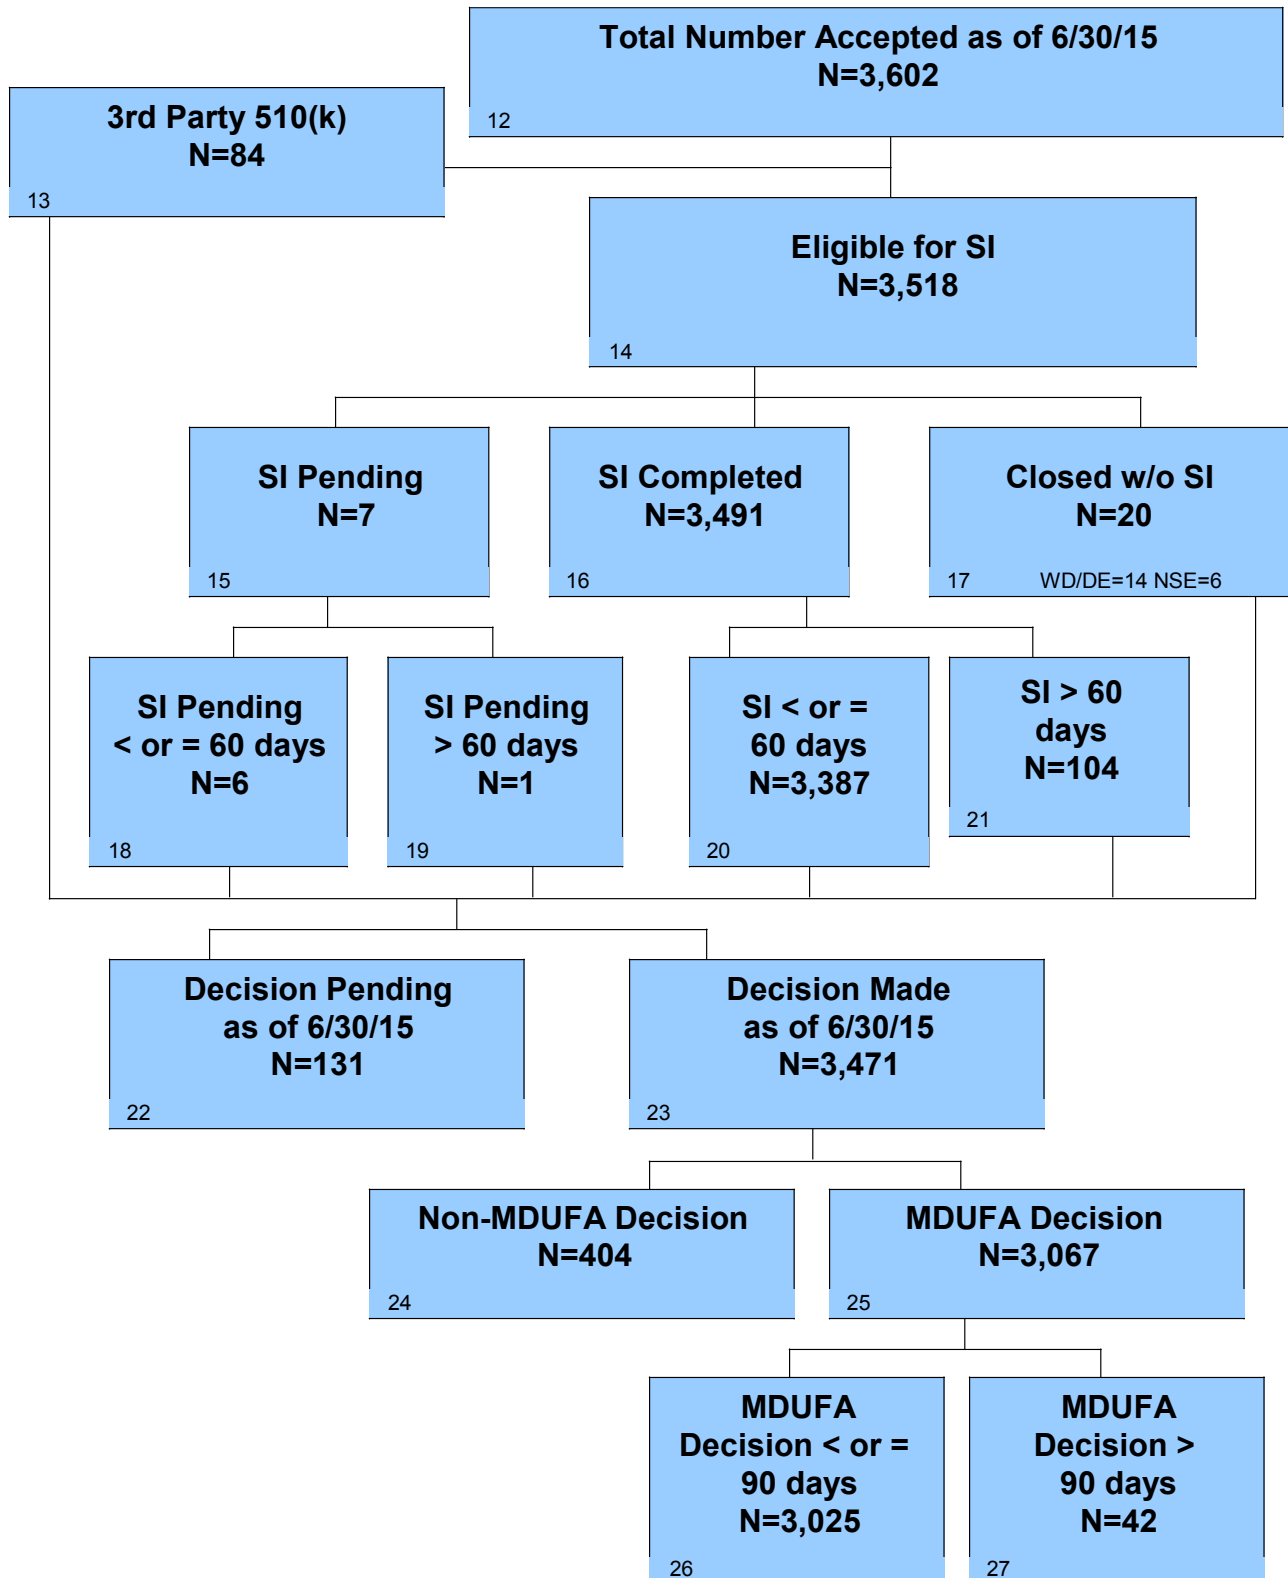 Total Number Accepted as of 6/30/15
N=3,602
12
3rd Party 510(k)
N=84
13
Eligible for SI
N=3,518
14
SI Pending
N=7
15
SI Completed
N=3,491
16
Closed w/o SI
N=20
17 WD/DE=14 NSE=6
SI Pending
< or = 60 days
N=6
18
SI Pending
> 60 days
N=1
19
SI < or =
60 days
N=3,387
20
SI > 60
days
N=104
21
Decision Pending
as of 6/30/15
N=131
22
Decision Made
as of 6/30/15
N=3,471
23
Non-MDUFA Decision
N=404
24
MDUFA Decision
N=3,067
25
MDUFA
Decision < or =
90 days
N=3,025
26
MDUFA
Decision >
90 days
N=42
27